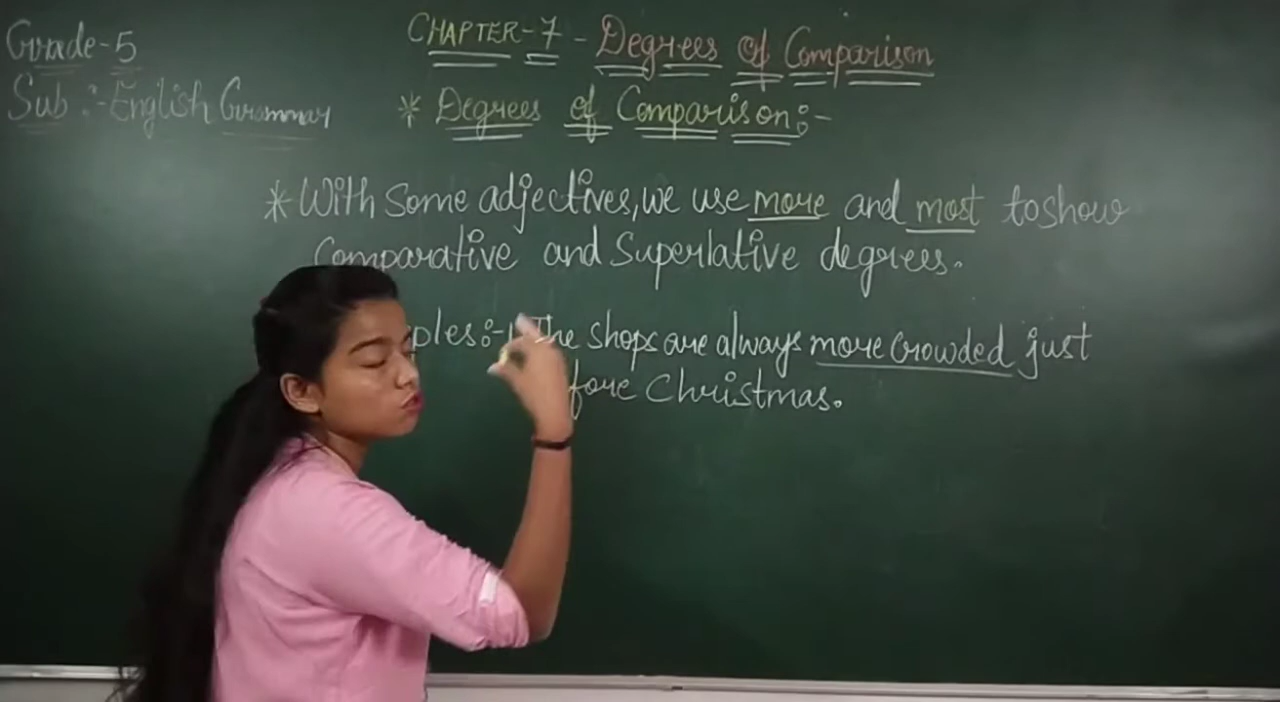 Grade-5
CHAPTER-7 - Degrees of Comparison
Sub :- English Grammar
* Degrees of Comparison:-
* With Some adjectives, we use more and most to show
Comparative and Superlative degrees.
ples:- 1 The shops are always more Crowded just
fore Christmas.